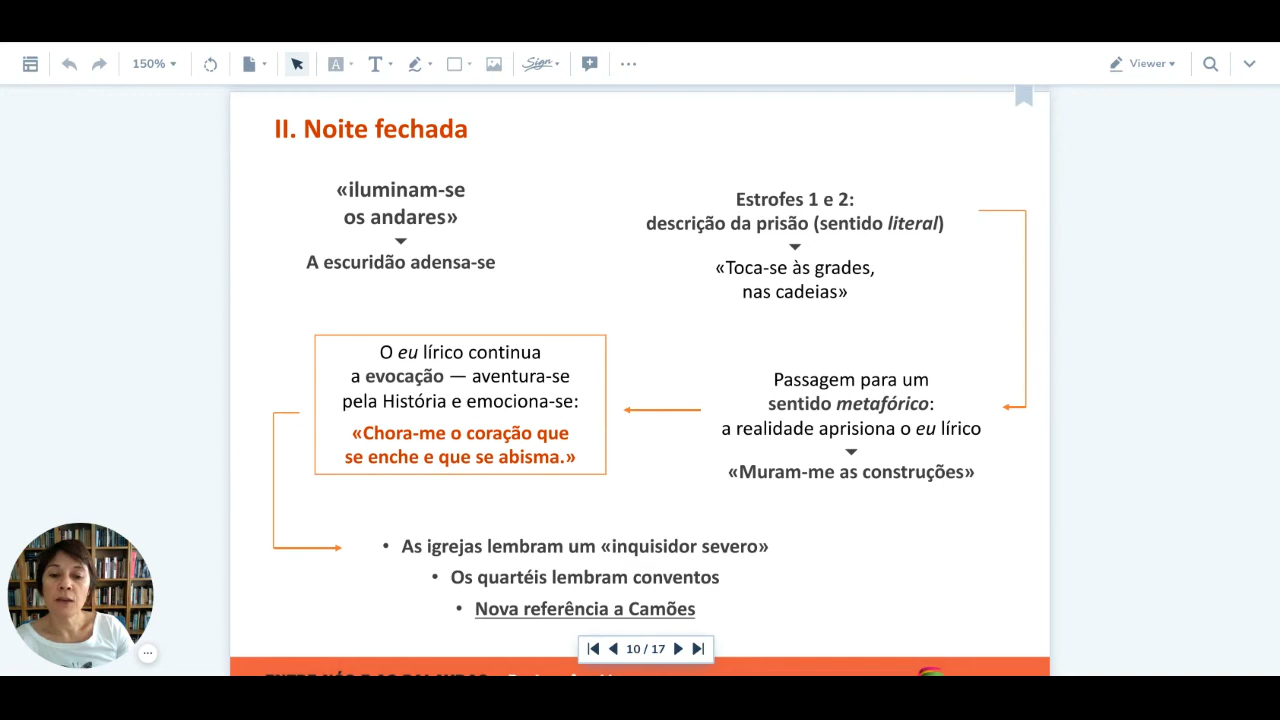 150%
A
T
Sign
Viewer
II. Noite fechada
«iluminam-se
os andares»
A escuridão adensa-se
Estrofes 1 e 2:
descrição da prisão (sentido literal)
«Toca-se às grades,
nas cadeias»
O eu lírico continua
a evocação — aventura-se
pela História e emociona-se:
«Chora-me o coração que
se enche e que se abisma.»
Passagem para um
sentido metafórico:
a realidade aprisiona o eu lírico
«Muram-me as construções»
• As igrejas lembram um «inquisidor severo»
• Os quartéis lembram conventos
• Nova referência a Camões
10 / 17